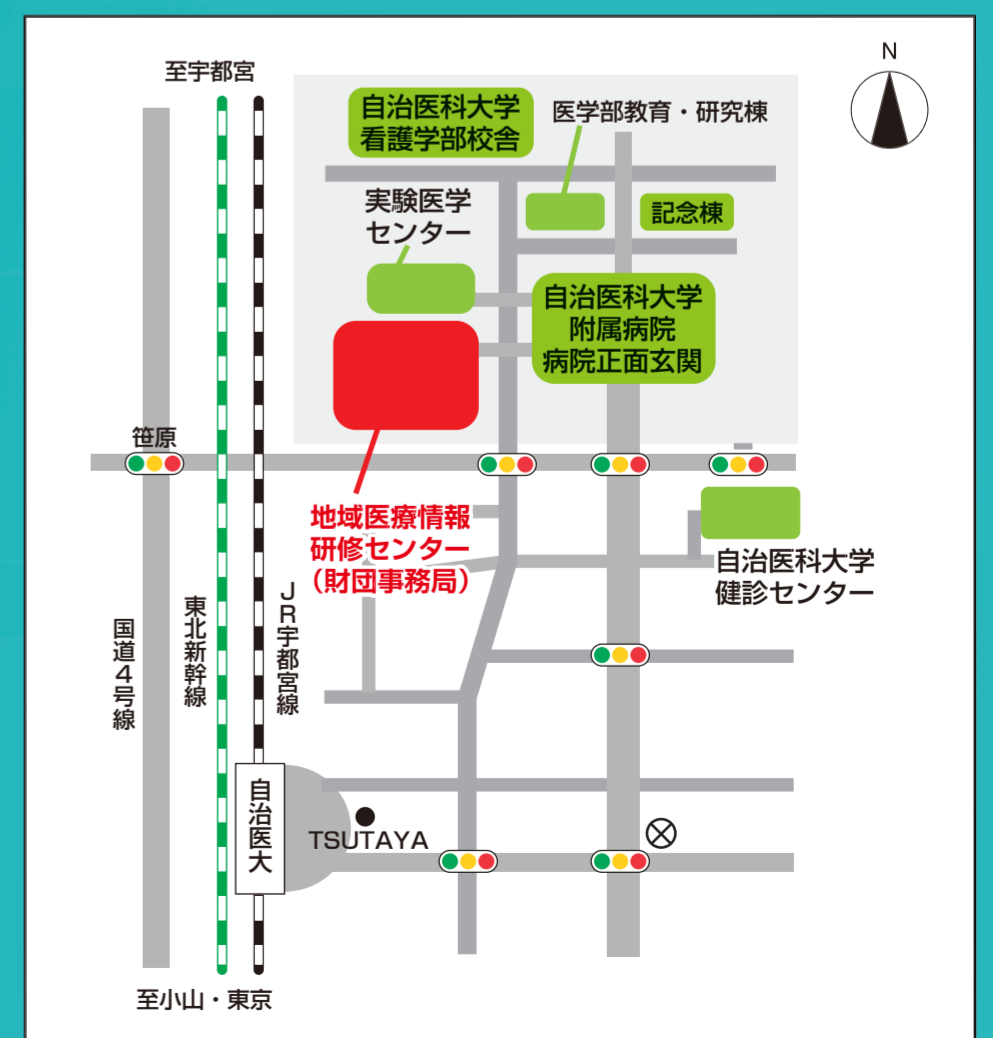 至宇都宮
N
自治医科大学
看護学部校舎
医学部教育・研究棟
実験医学
センター
記念棟
自治医科大学
附属病院
病院正面玄関
笹原
地域医療情報
研修センター
（財団事務局）
自治医科大学
健診センター
国道4号線
東北新幹線
JR宇都宮線
自治医大
TSUTAYA
至小山・東京